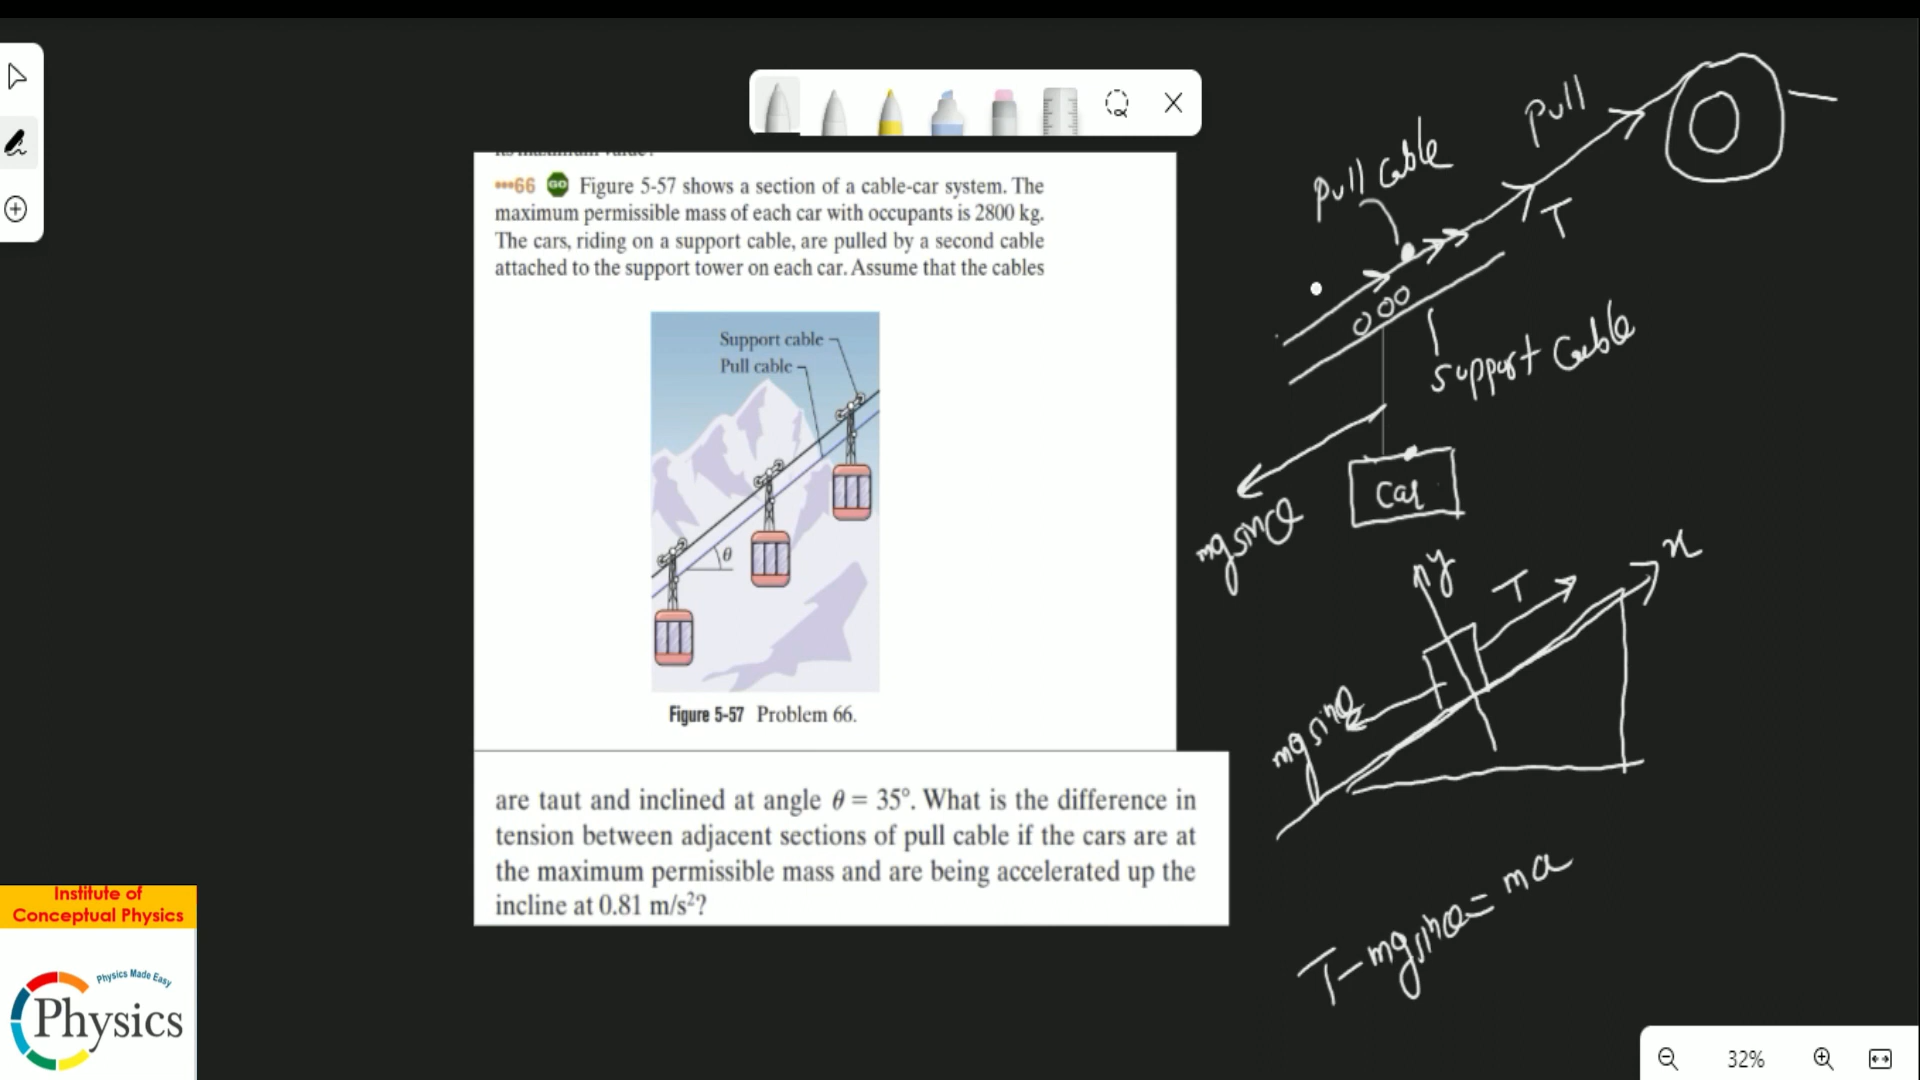 •••66 GO Figure 5-57 shows a section of a cable-car system. The
maximum permissible mass of each car with occupants is 2800 kg.
The cars, riding on a support cable, are pulled by a second cable
attached to the support tower on each car. Assume that the cables
Support cable
Pull cable
θ
Figure 5-57 Problem 66.
are taut and inclined at angle θ = 35°. What is the difference in
tension between adjacent sections of pull cable if the cars are at
the maximum permissible mass and are being accelerated up the
incline at 0.81 m/s²?
Pull
Pull cable
T
Support Cable
Car
mg sinθ
y
x
T
mg sinθ
T - mg sinθ = ma
Institute of
Conceptual Physics
Physics Made Easy
Physics
32%